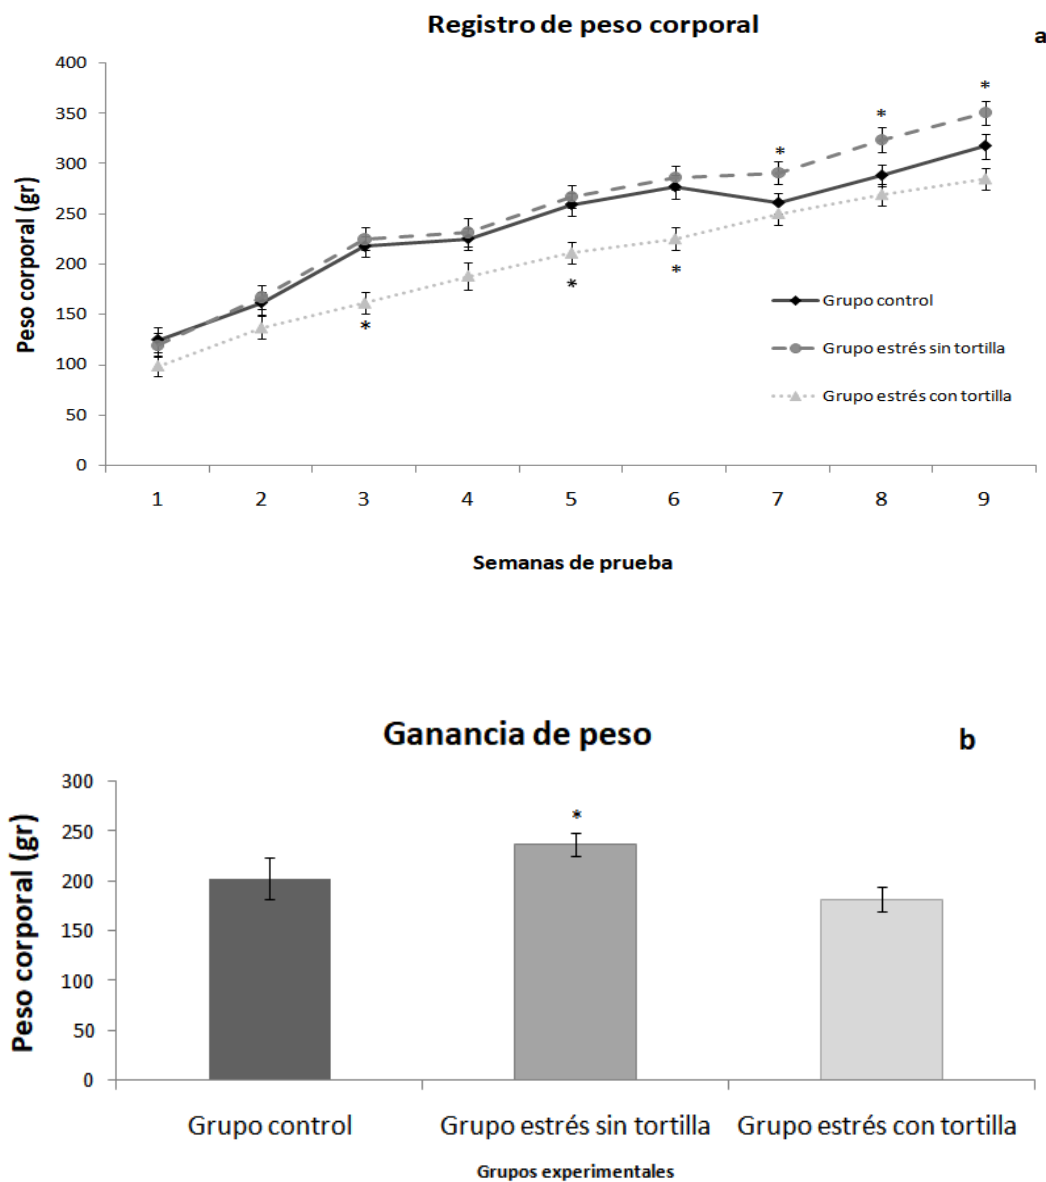 Registro de peso corporal
a
Peso corporal (gr)
400
350
300
250
200
150
100
50
0
*
*
*
*
*
*
Grupo control
Grupo estrés sin tortilla
Grupo estrés con tortilla
1 2 3 4 5 6 7 8 9
Semanas de prueba
Ganancia de peso
b
Peso corporal (gr)
300
250
200
150
100
50
0
*
Grupo control Grupo estrés sin tortilla Grupo estrés con tortilla
Grupos experimentales